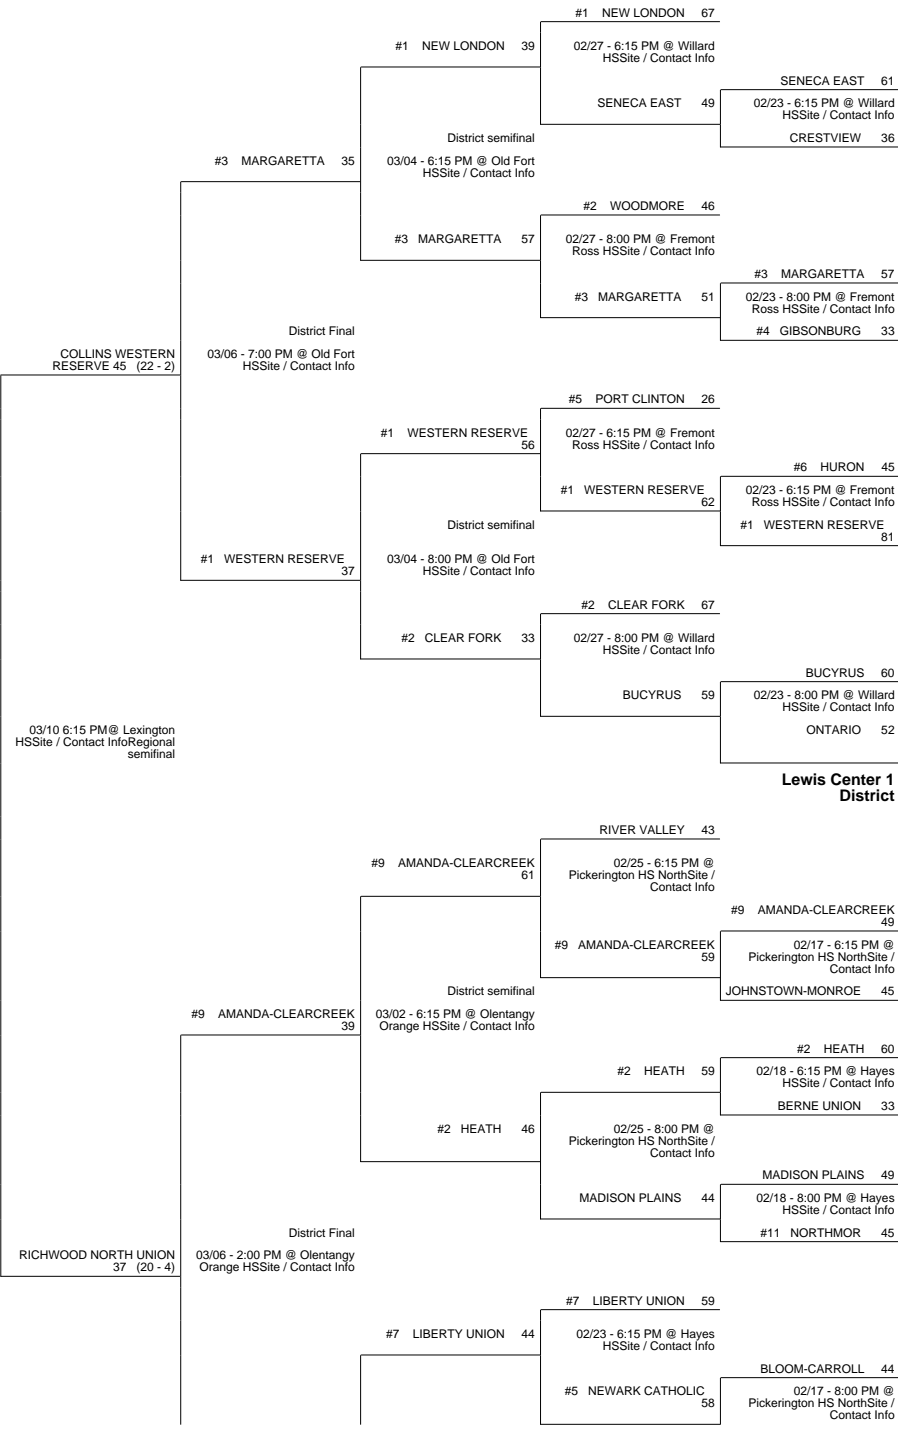 #1 NEW LONDON 67
#1 NEW LONDON 39
02/27 - 6:15 PM @ Willard
HSSite / Contact Info
SENECA EAST 61
SENECA EAST 49
02/23 - 6:15 PM @ Willard
HSSite / Contact Info
District semifinal
CRESTVIEW 36
#3 MARGARETTA 35
03/04 - 6:15 PM @ Old Fort
HSSite / Contact Info
#2 WOODMORE 46
#3 MARGARETTA 57
02/27 - 8:00 PM @ Fremont
Ross HSSite / Contact Info
#3 MARGARETTA 57
#3 MARGARETTA 51
02/23 - 8:00 PM @ Fremont
Ross HSSite / Contact Info
District Final
#4 GIBSONBURG 33
COLLINS WESTERN
RESERVE 45 (22 - 2)
03/06 - 7:00 PM @ Old Fort
HSSite / Contact Info
#5 PORT CLINTON 26
#1 WESTERN RESERVE
56
02/27 - 6:15 PM @ Fremont
Ross HSSite / Contact Info
#6 HURON 45
#1 WESTERN RESERVE
62
02/23 - 6:15 PM @ Fremont
Ross HSSite / Contact Info
District semifinal
#1 WESTERN RESERVE
81
#1 WESTERN RESERVE
37
03/04 - 8:00 PM @ Old Fort
HSSite / Contact Info
#2 CLEAR FORK 67
#2 CLEAR FORK 33
02/27 - 8:00 PM @ Willard
HSSite / Contact Info
BUCYRUS 60
BUCYRUS 59
02/23 - 8:00 PM @ Willard
HSSite / Contact Info
03/10 6:15 PM@ Lexington
HSSite / Contact InfoRegional
semifinal
ONTARIO 52
Lewis Center 1
District
RIVER VALLEY 43
#9 AMANDA-CLEARCREEK
61
02/25 - 6:15 PM @
Pickerington HS NorthSite /
Contact Info
#9 AMANDA-CLEARCREEK
49
#9 AMANDA-CLEARCREEK
59
02/17 - 6:15 PM @
Pickerington HS NorthSite /
Contact Info
District semifinal
JOHNSTOWN-MONROE 45
#9 AMANDA-CLEARCREEK
39
03/02 - 6:15 PM @ Olentangy
Orange HSSite / Contact Info
#2 HEATH 60
#2 HEATH 59
02/18 - 6:15 PM @ Hayes
HSSite / Contact Info
BERNE UNION 33
#2 HEATH 46
02/25 - 8:00 PM @
Pickerington HS NorthSite /
Contact Info
MADISON PLAINS 49
MADISON PLAINS 44
02/18 - 8:00 PM @ Hayes
HSSite / Contact Info
District Final
#11 NORTHMOR 45
RICHWOOD NORTH UNION
37 (20 - 4)
03/06 - 2:00 PM @ Olentangy
Orange HSSite / Contact Info
#7 LIBERTY UNION 59
#7 LIBERTY UNION 44
02/23 - 6:15 PM @ Hayes
HSSite / Contact Info
BLOOM-CARROLL 44
#5 NEWARK CATHOLIC
58
02/17 - 8:00 PM @
Pickerington HS NorthSite /
Contact Info